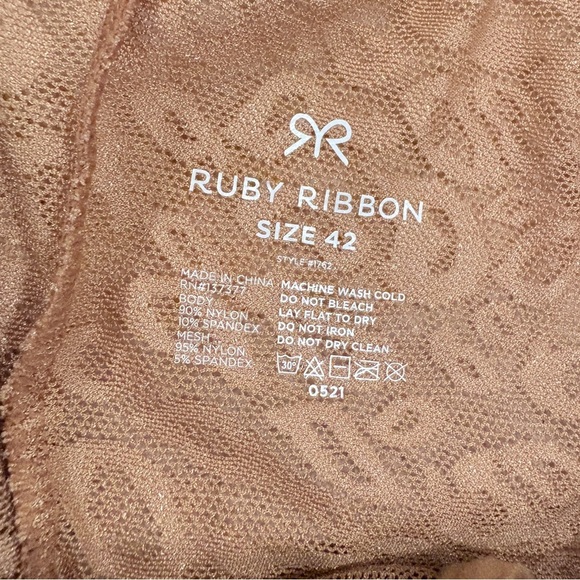 RUBY RIBBON
SIZE 42
STYLE #1762
MADE IN CHINA
RN#137377
BODY
90% NYLON
10% SPANDEX
MESH
95% NYLON
5% SPANDEX
MACHINE WASH COLD
DO NOT BLEACH
LAY FLAT TO DRY
DO NOT IRON
DO NOT DRY CLEAN
30°
0521